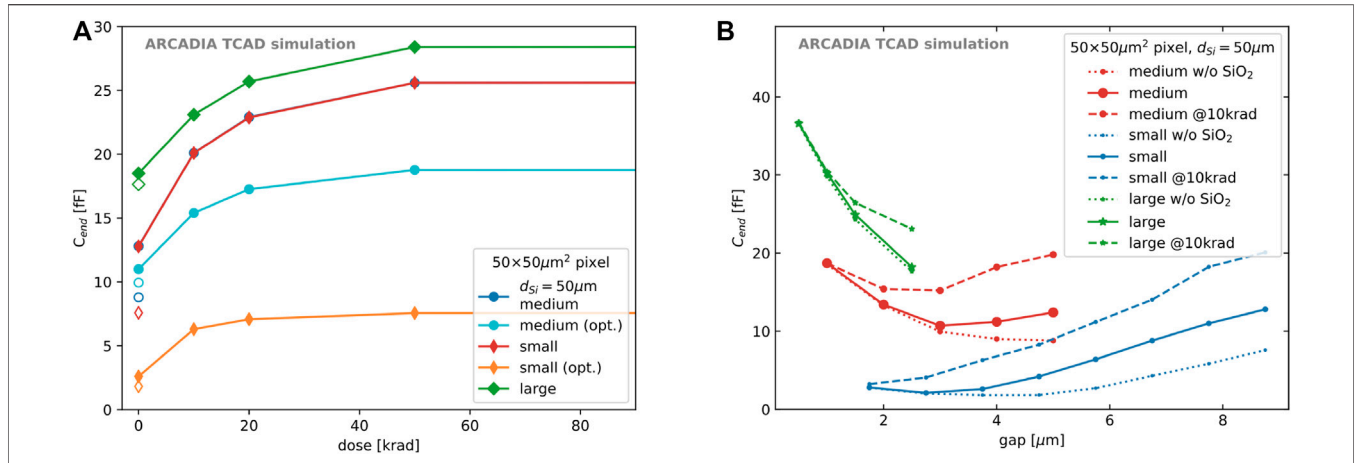 A
ARCADIA TCAD simulation
30
25
20
15
10
5
0
C_end [fF]
0
20
40
60
80
dose [krad]
50×50μm² pixel
d_Si = 50μm
medium
medium (opt.)
small
small (opt.)
large
B
ARCADIA TCAD simulation
40
30
20
10
0
C_end [fF]
2
4
6
8
gap [μm]
50×50μm² pixel, d_Si = 50μm
medium w/o SiO₂
medium
medium @10krad
small w/o SiO₂
small
small @10krad
large w/o SiO₂
large
large @10krad